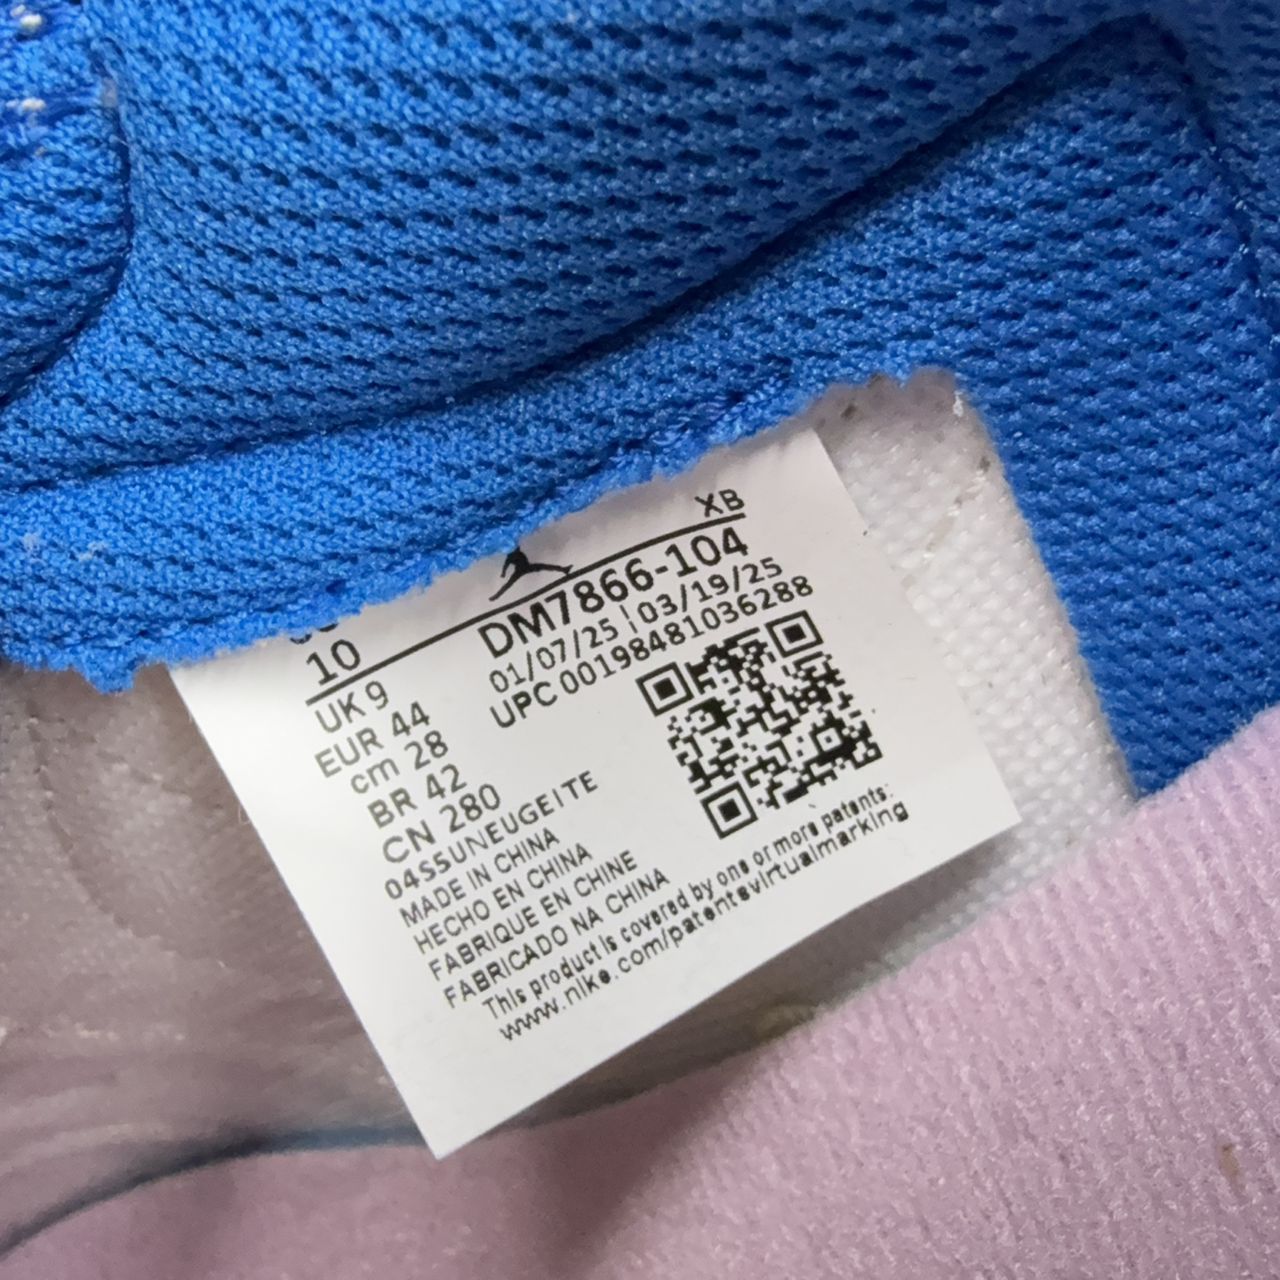 XB
10
DM7866-104
01/07/25 | 03/19/25
UPC 00198481036288
UK 9
EUR 44
cm 28
BR 42
CN 280
04SSUNEUGEITE
MADE IN CHINA
HECHO EN CHINA
FABRIQUE EN CHINE
FABRICADO NA CHINA
This product is covered by one or more patents:
www.nike.com/patentsvirtualmarking